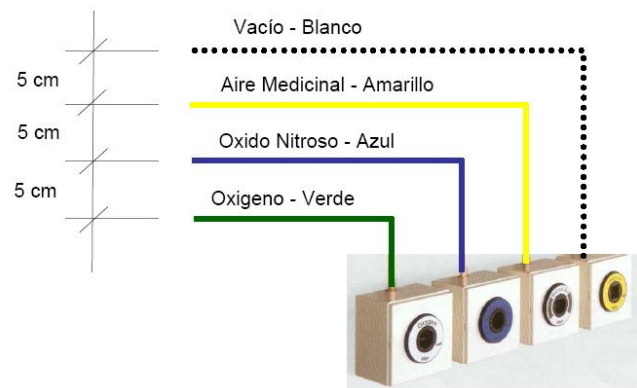 Vacío - Blanco
5 cm
Aire Medicinal - Amarillo
5 cm
Oxido Nitroso - Azul
5 cm
Oxigeno - Verde